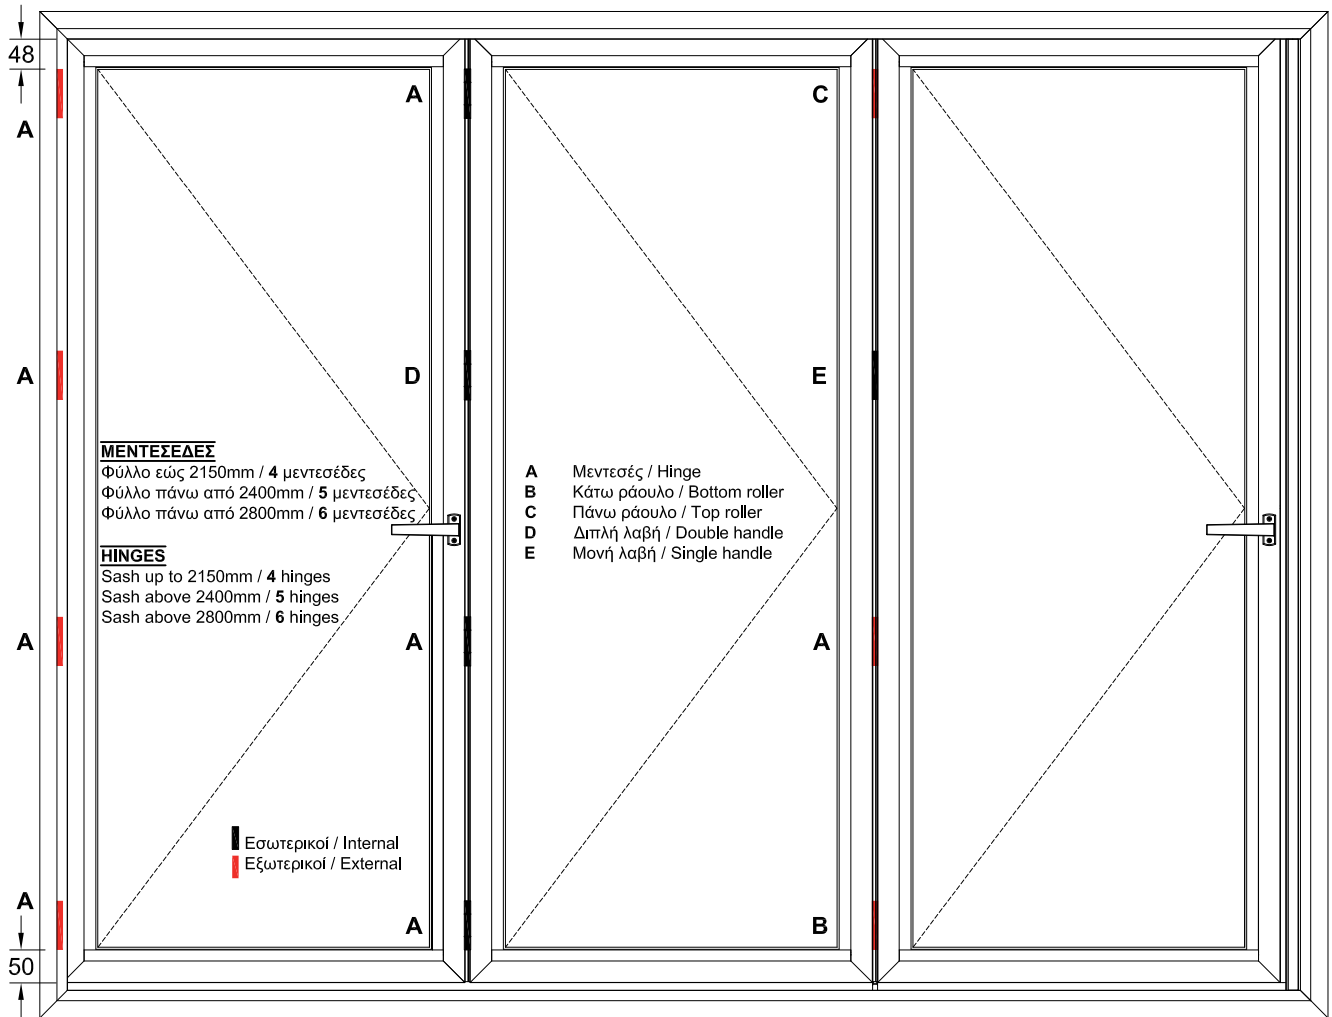 48
A
A
C
A
D
E
ΜΕΝΤΕΣΕΔΕΣ
Φύλλο εώς 2150mm / 4 μεντεσέδες
Φύλλο πάνω από 2400mm / 5 μεντεσέδες
Φύλλο πάνω από 2800mm / 6 μεντεσέδες
HINGES
Sash up to 2150mm / 4 hinges
Sash above 2400mm / 5 hinges
Sash above 2800mm / 6 hinges
A Μεντεσές / Hinge
B Κάτω ράουλο / Bottom roller
C Πάνω ράουλο / Top roller
D Διπλή λαβή / Double handle
E Μονή λαβή / Single handle
A
A
A
Εσωτερικοί / Internal
Εξωτερικοί / External
A
A
B
50